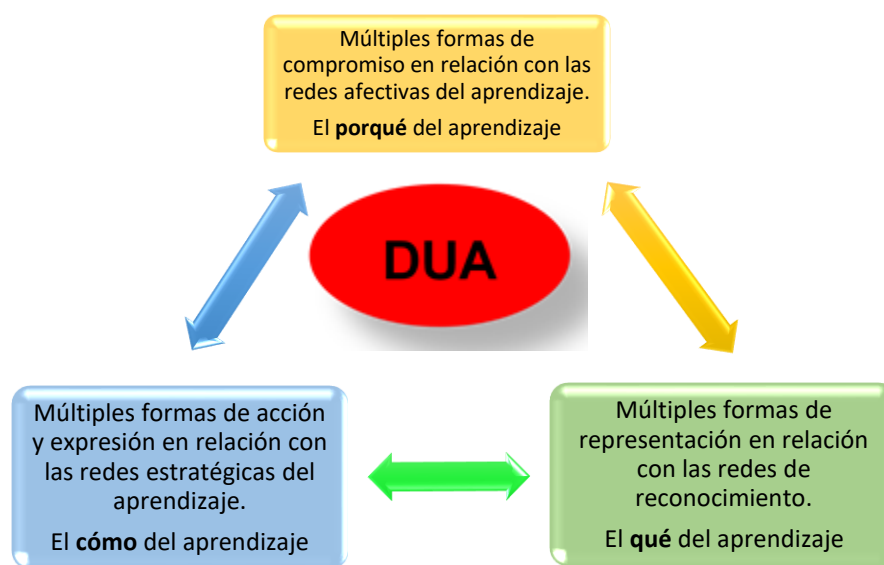 Múltiples formas de
compromiso en relación con las
redes afectivas del aprendizaje.
El porqué del aprendizaje
DUA
Múltiples formas de acción
y expresión en relación con
las redes estratégicas del
aprendizaje.
El cómo del aprendizaje
Múltiples formas de
representación en relación
con las redes de
reconocimiento.
El qué del aprendizaje